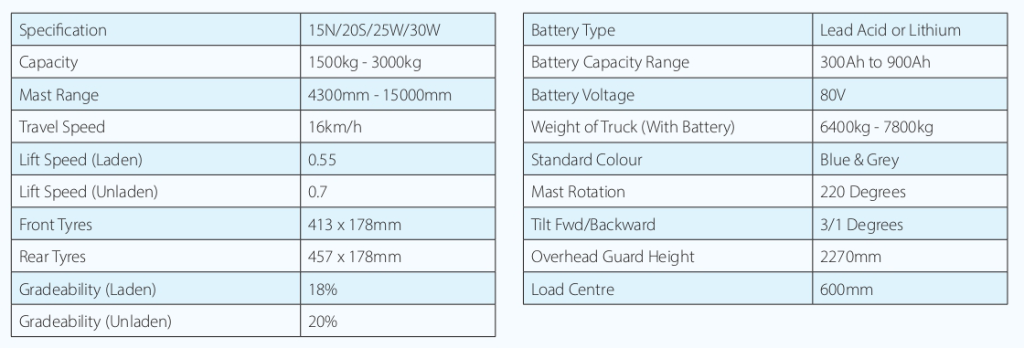 Specification 15N/20S/25W/30W
Capacity 1500kg - 3000kg
Mast Range 4300mm - 15000mm
Travel Speed 16km/h
Lift Speed (Laden) 0.55
Lift Speed (Unladen) 0.7
Front Tyres 413 x 178mm
Rear Tyres 457 x 178mm
Gradeability (Laden) 18%
Gradeability (Unladen) 20%
Battery Type Lead Acid or Lithium
Battery Capacity Range 300Ah to 900Ah
Battery Voltage 80V
Weight of Truck (With Battery) 6400kg - 7800kg
Standard Colour Blue & Grey
Mast Rotation 220 Degrees
Tilt Fwd/Backward 3/1 Degrees
Overhead Guard Height 2270mm
Load Centre 600mm